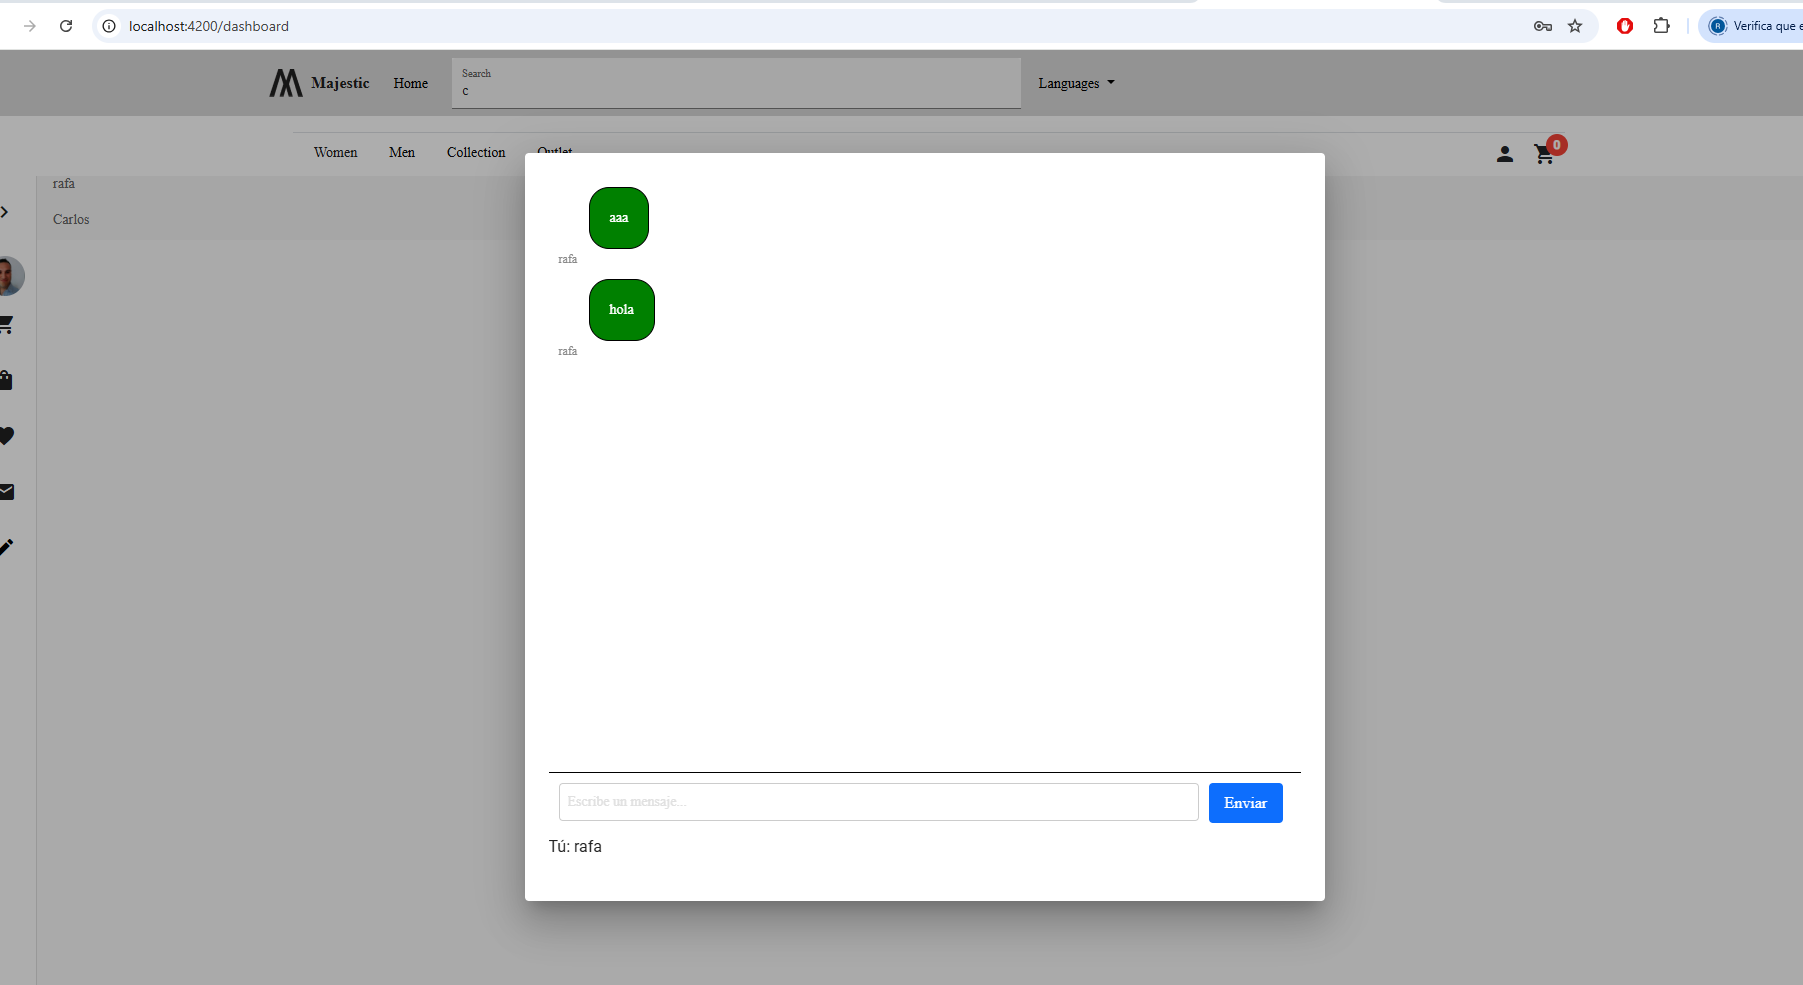 localhost:4200/dashboard
R
Verifica que e
Majestic
Home
Search
c
Languages
Women
Men
Collection
Outlet
0
rafa
Carlos
aaa
rafa
hola
rafa
Escribe un mensaje...
Enviar
Tú: rafa